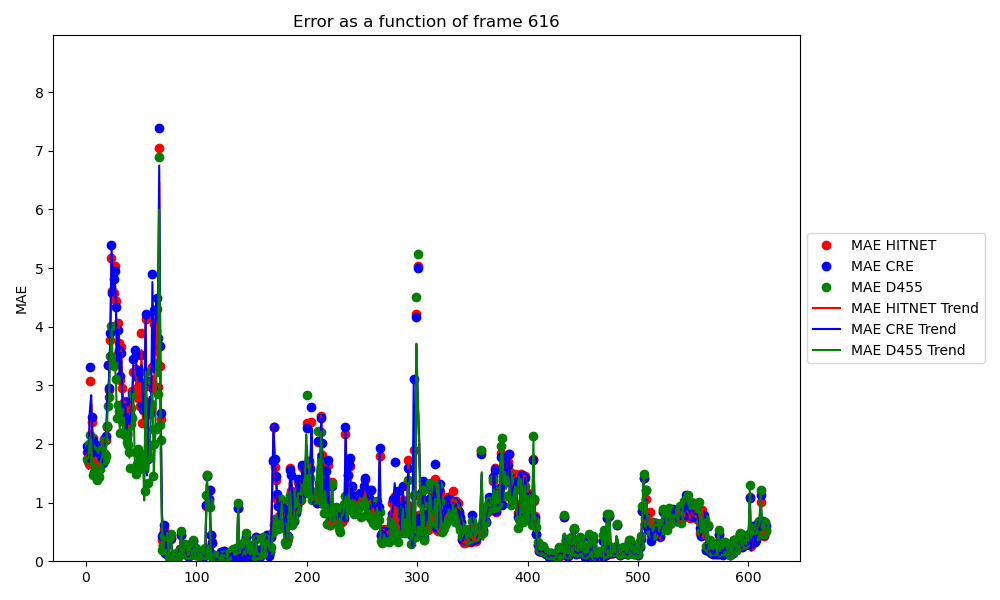 Error as a function of frame 616
MAE
8
7
6
5
4
3
2
1
0
0 100 200 300 400 500 600
MAE HITNET
MAE CRE
MAE D455
MAE HITNET Trend
MAE CRE Trend
MAE D455 Trend